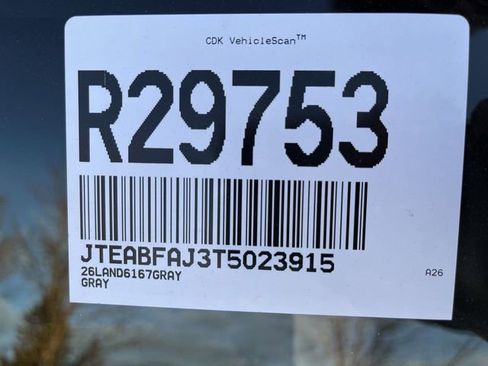 CDK VehicleScan™
R29753
JTEABFAJ3T5023915
26LAND6167GRAY
GRAY
A26